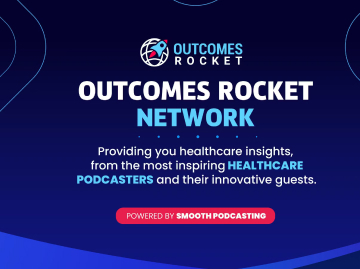 OUTCOMES
ROCKET
OUTCOMES ROCKET
NETWORK
Providing you healthcare insights,
from the most inspiring HEALTHCARE
PODCASTERS and their innovative guests.
POWERED BY SMOOTH PODCASTING